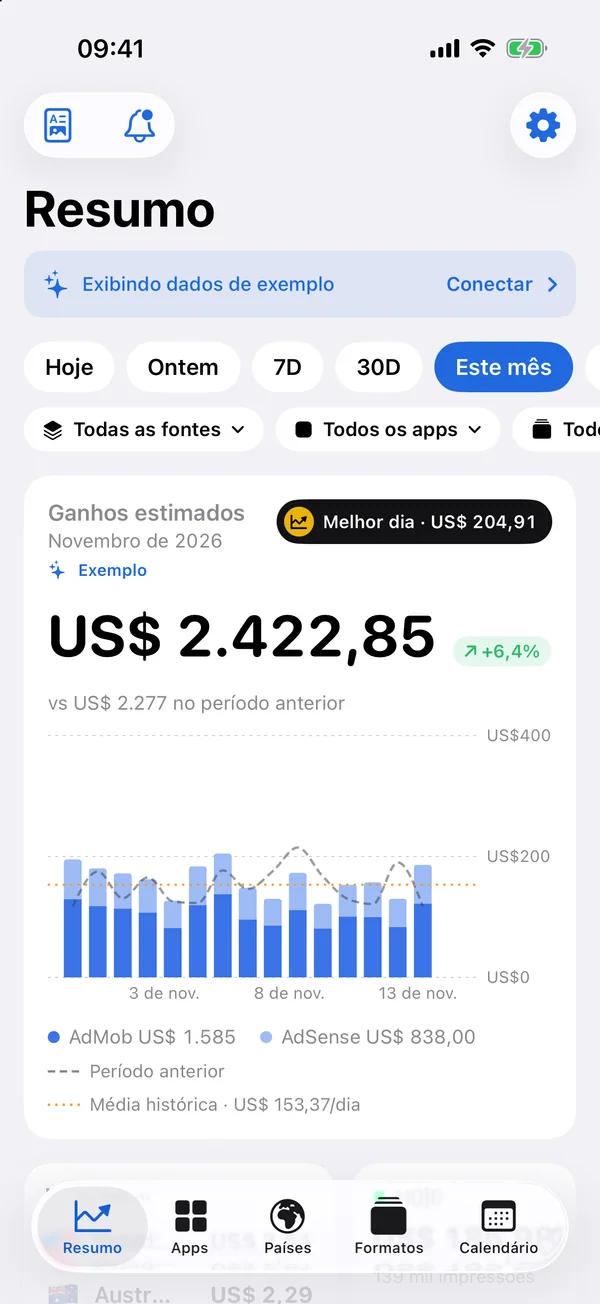 09:41
Resumo
Exibindo dados de exemplo
Conectar
Hoje
Ontem
7D
30D
Este mês
Todas as fontes
Todos os apps
Ganhos estimados
Melhor dia · US$ 204,91
Novembro de 2026
Exemplo
US$ 2.422,85
+6,4%
vs US$ 2.277 no período anterior
US$400
US$200
US$0
3 de nov.
8 de nov.
13 de nov.
AdMob US$ 1.585
AdSense US$ 838,00
Período anterior
Média histórica · US$ 153,37/dia
Resumo
Apps
Países
Formatos
Calendário
139 mil impressões
Austr...
US$ 2,29